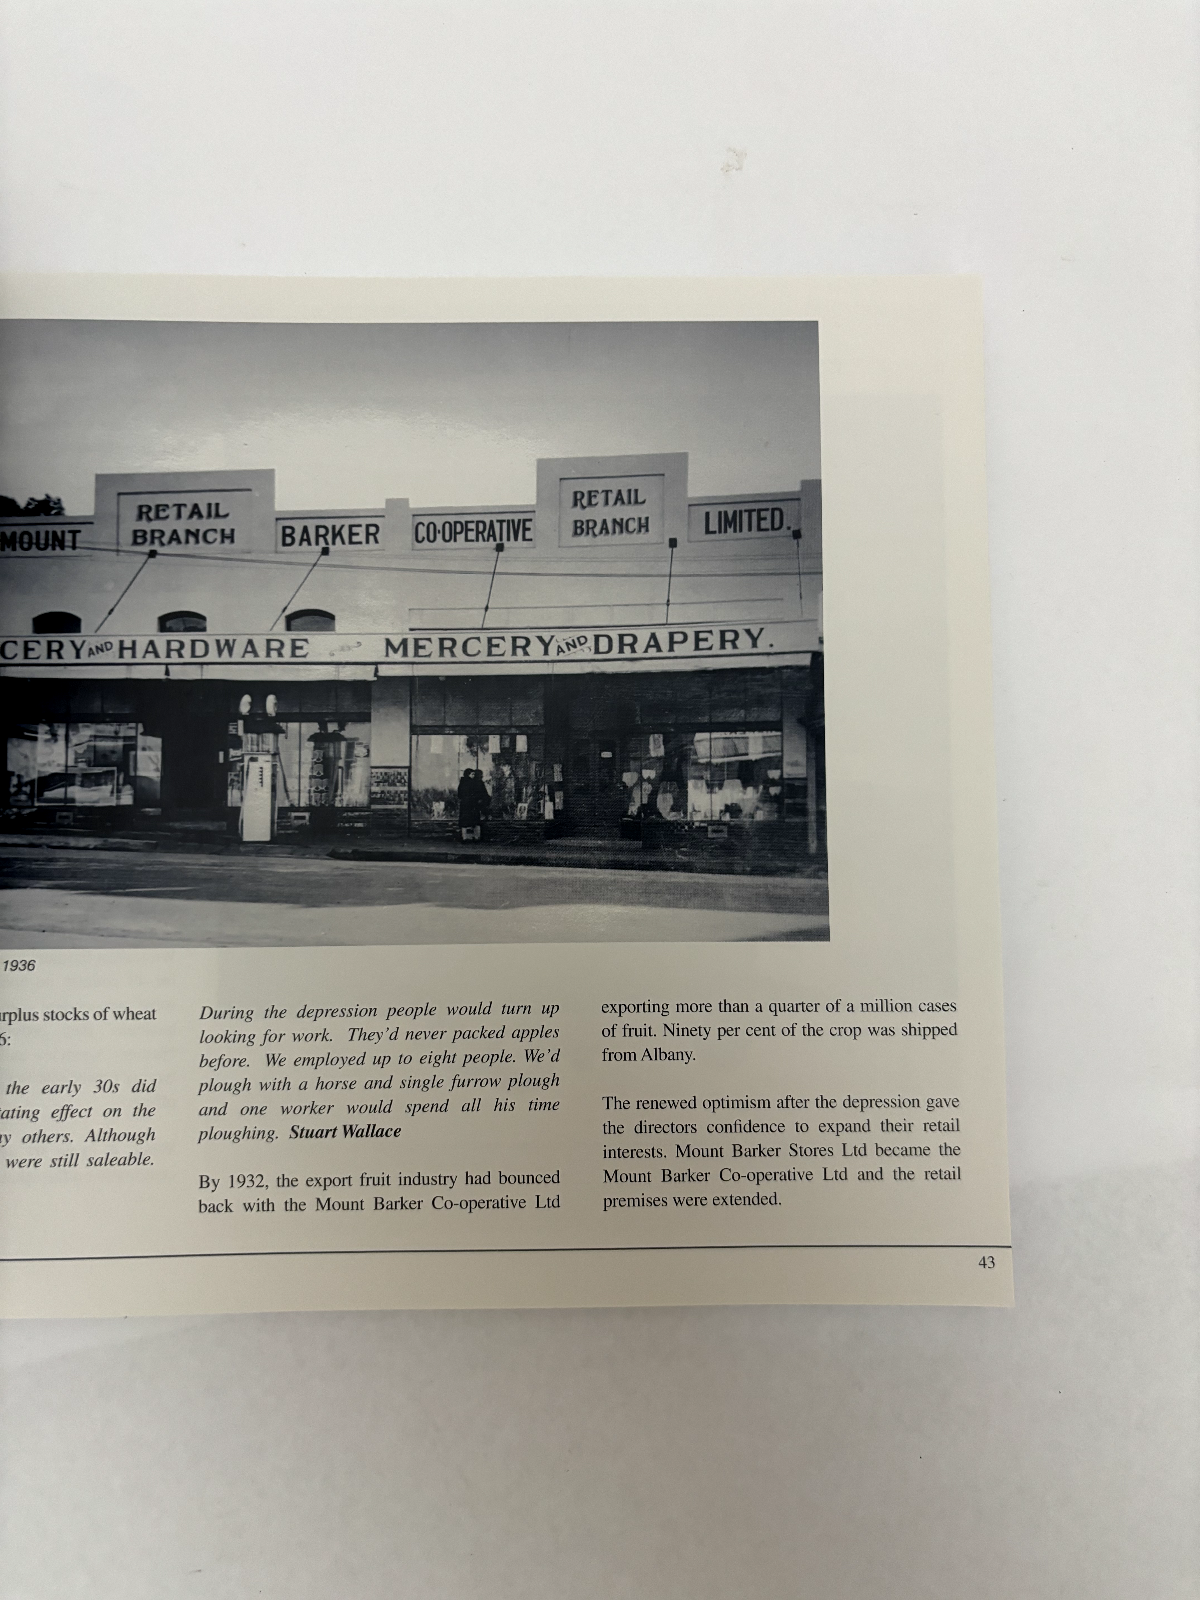 RETAIL
BRANCH
RETAIL
BRANCH
MOUNT
BARKER
CO·OPERATIVE
LIMITED.
CERY AND HARDWARE MERCERY AND DRAPERY.
1936
urplus stocks of wheat
6:
the early 30s did
tating effect on the
y others. Although
were still saleable.
During the depression people would turn up
looking for work. They'd never packed apples
before. We employed up to eight people. We'd
plough with a horse and single furrow plough
and one worker would spend all his time
ploughing. Stuart Wallace
By 1932, the export fruit industry had bounced
back with the Mount Barker Co-operative Ltd
exporting more than a quarter of a million cases
of fruit. Ninety per cent of the crop was shipped
from Albany.
The renewed optimism after the depression gave
the directors confidence to expand their retail
interests. Mount Barker Stores Ltd became the
Mount Barker Co-operative Ltd and the retail
premises were extended.
43